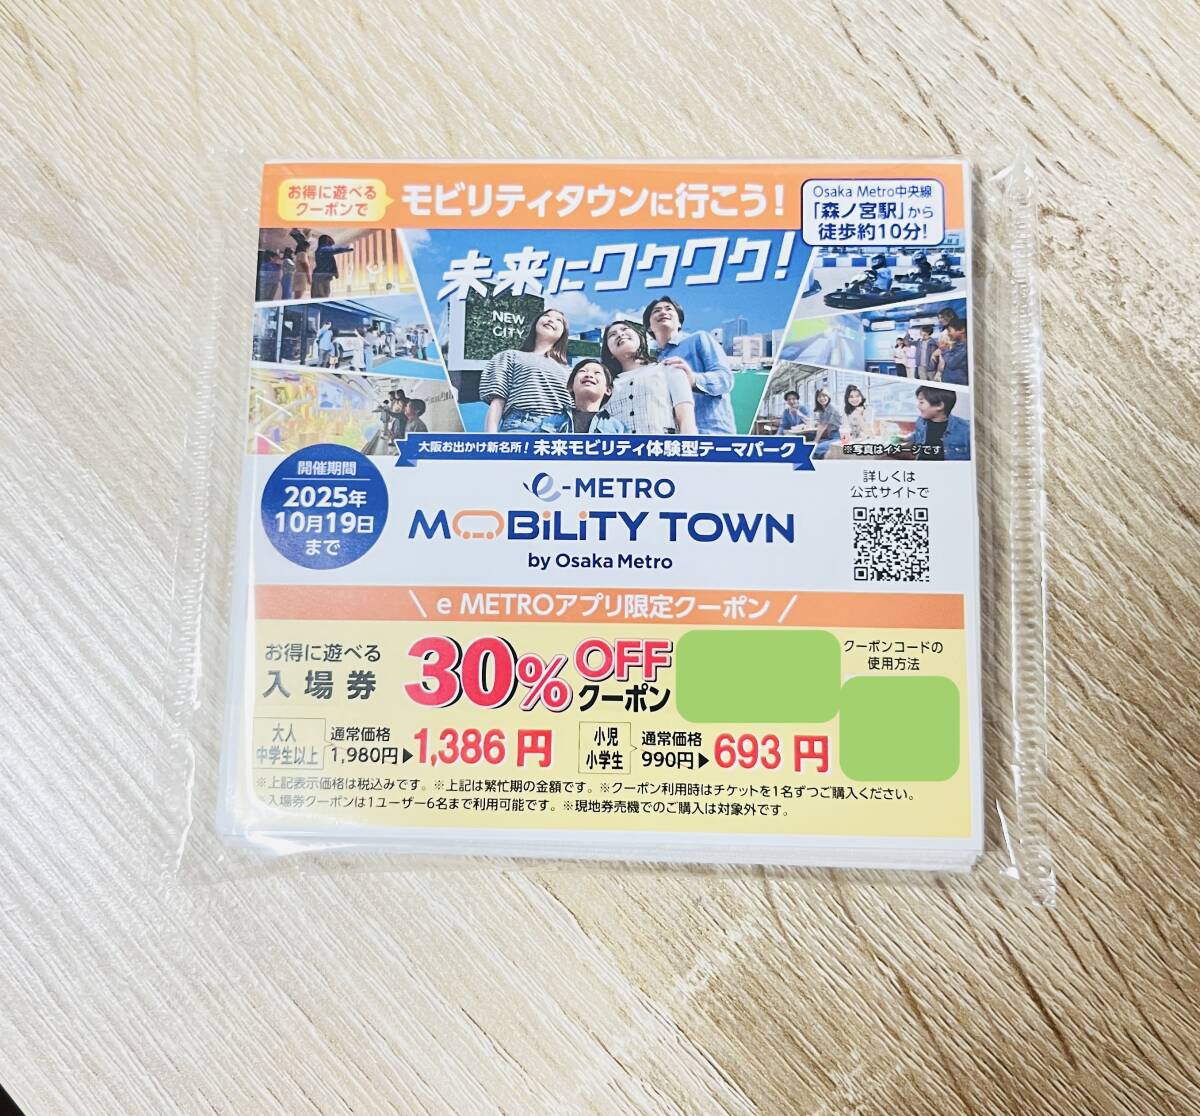 お得に遊べる
クーポンで
モビリティタウンに行こう!
Osaka Metro中央線
「森ノ宮駅」から
徒歩約10分!
未来にワクワク!
NEW
CITY
※写真はイメージです
大阪お出かけ新名所! 未来モビリティ体験型テーマパーク
開催期間
2025年
10月19日
まで
e-METRO
MOBiLiTY TOWN
by Osaka Metro
詳しくは
公式サイトで
\ e METROアプリ限定クーポン /
お得に遊べる
入場券
30%OFF
クーポン
クーポンコードの
使用方法
大人
中学生以上
通常価格
1,980円▶1,386円
小児
小学生
通常価格
990円▶693円
※上記表示価格は税込みです。※上記は繁忙期の金額です。※クーポン利用時はチケットを1名ずつご購入ください。
※入場券クーポンは1ユーザー6名まで利用可能です。※現地券売機でのご購入は対象外です。